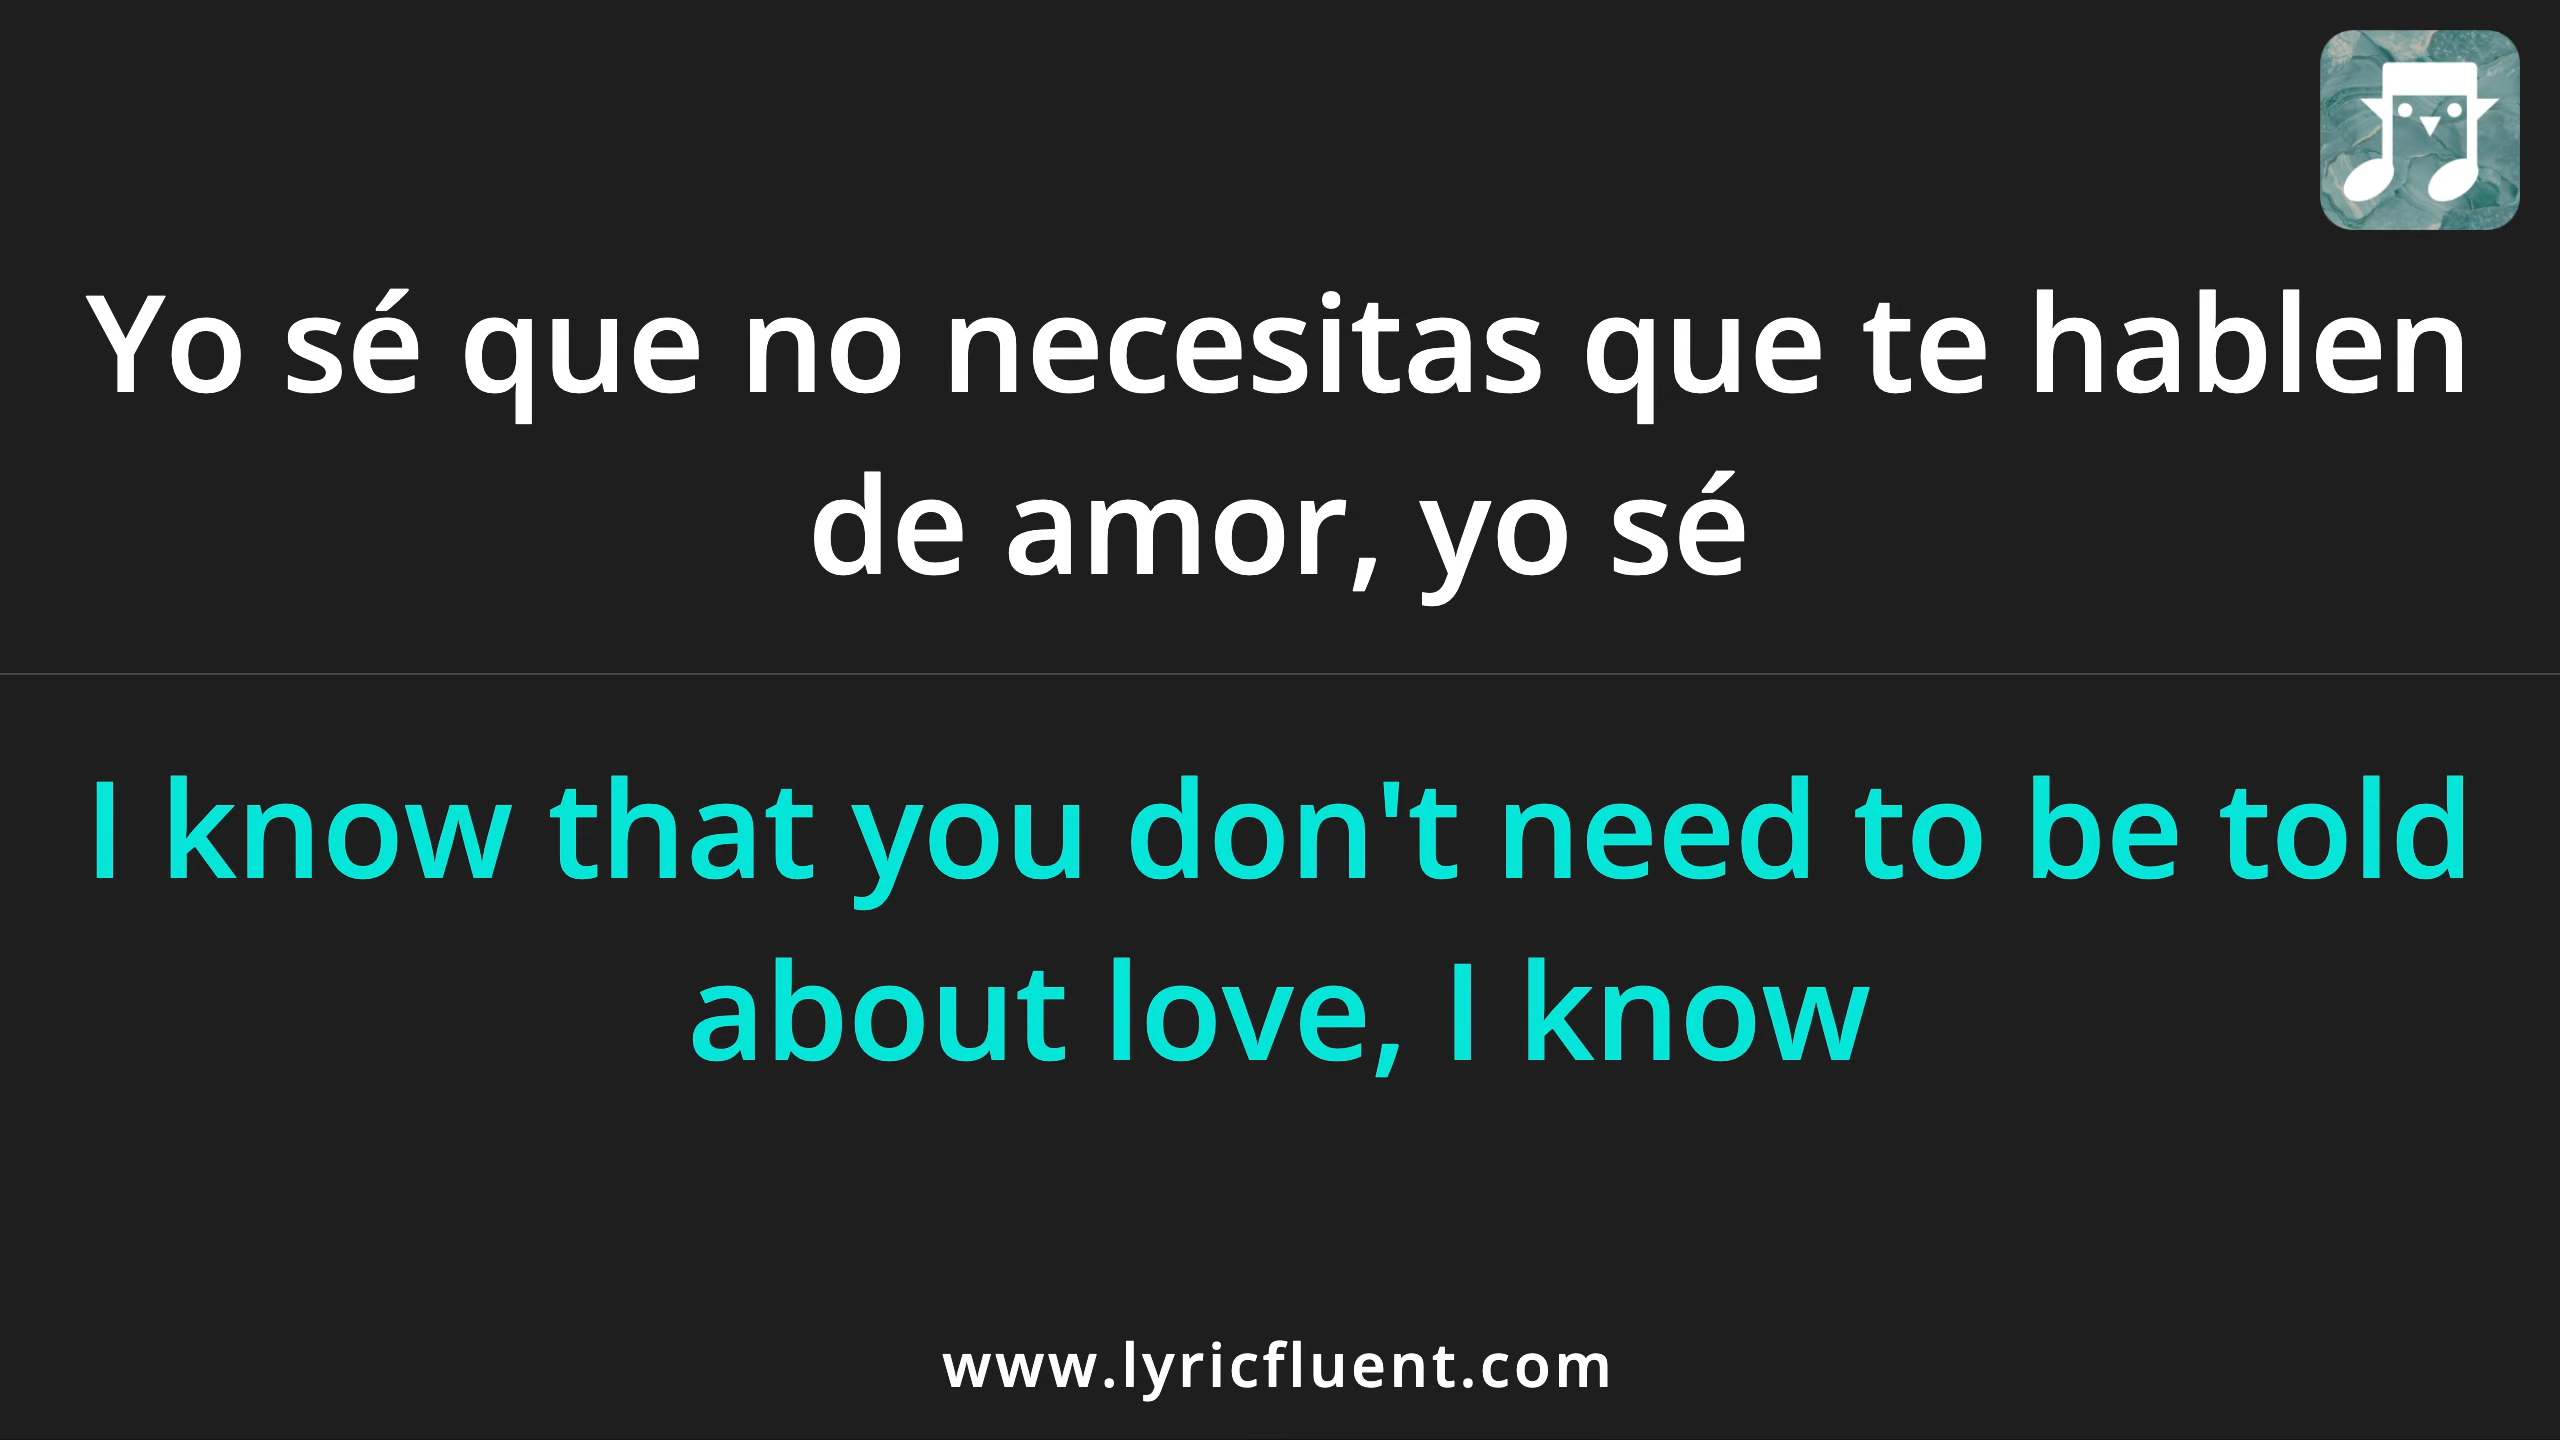 Yo sé que no necesitas que te hablen
de amor, yo sé
I know that you don't need to be told
about love, I know
www.lyricfluent.com